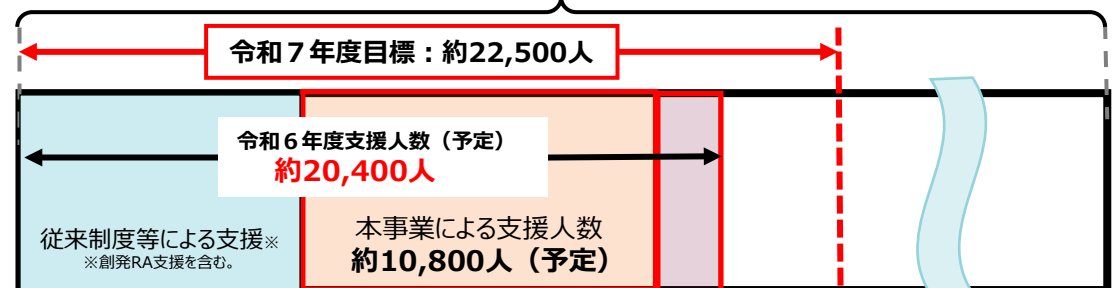 令和７年度目標：約22,500人
令和６年度支援人数（予定）
約20,400人
従来制度等による支援※
※創発RA支援を含む。
本事業による支援人数
約10,800人（予定）